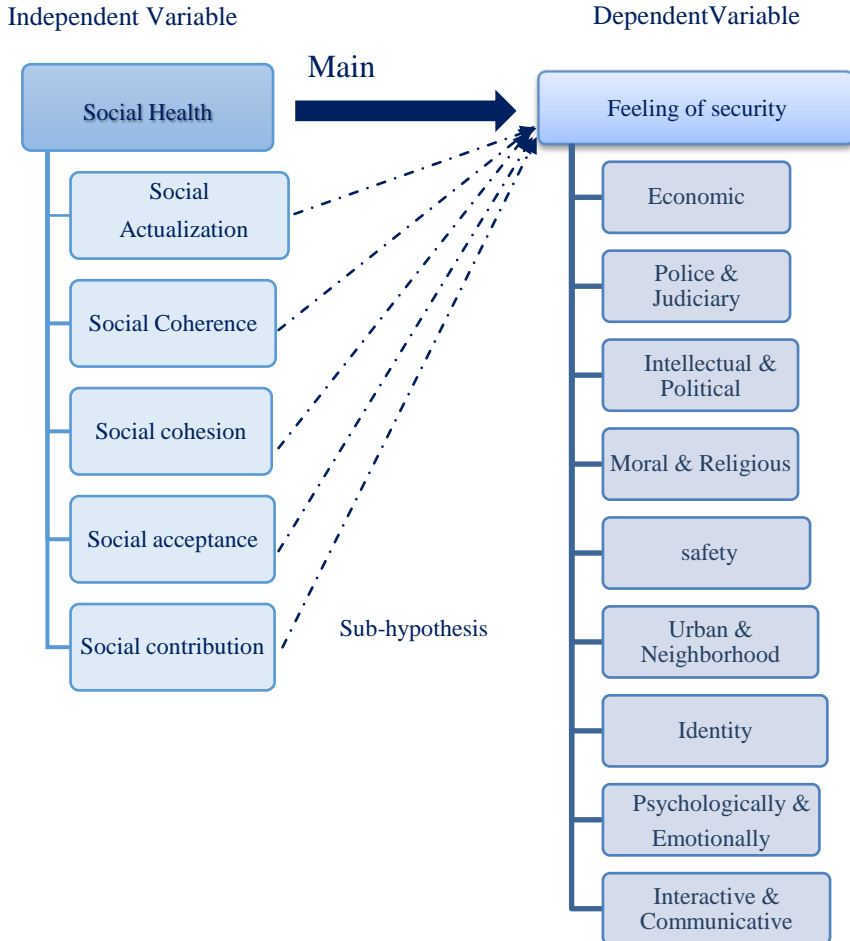 Independent Variable
DependentVariable
Main
Social Health
Feeling of security
Social
Actualization
Social Coherence
Social cohesion
Social acceptance
Social contribution
Sub-hypothesis
Economic
Police &
Judiciary
Intellectual &
Political
Moral & Religious
safety
Urban &
Neighborhood
Identity
Psychologically &
Emotionally
Interactive &
Communicative